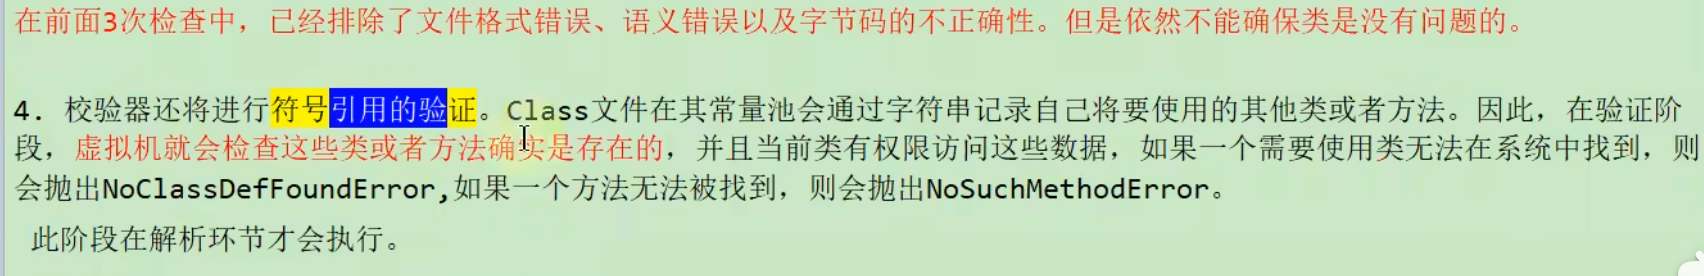 在前面3次检查中，已经排除了文件格式错误、语义错误以及字节码的不正确性。但是依然不能确保类是没有问题的。
4. 校验器还将进行符号引用的验证。Class文件在其常量池会通过字符串记录自己将要使用的其他类或者方法。因此，在验证阶
段，虚拟机就会检查这些类或者方法确实是存在的，并且当前类有权限访问这些数据，如果一个需要使用类无法在系统中找到，则
会抛出NoClassDefFoundError,如果一个方法无法被找到，则会抛出NoSuchMethodError。
此阶段在解析环节才会执行。